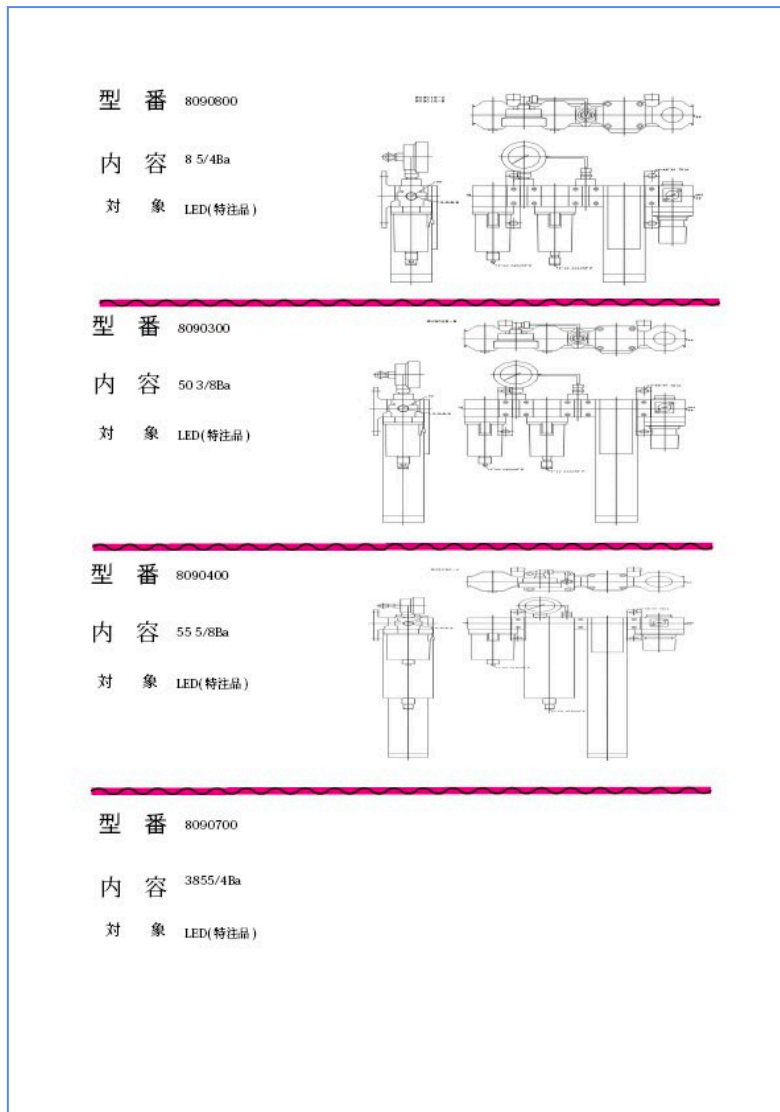 型 番 8090800
内 容 8 5/4Ba
対 象 LED(特注品)
型 番 8090300
内 容 50 3/8Ba
対 象 LED(特注品)
型 番 8090400
内 容 55 5/8Ba
対 象 LED(特注品)
型 番 8090700
内 容 3855/4Ba
対 象 LED(特注品)